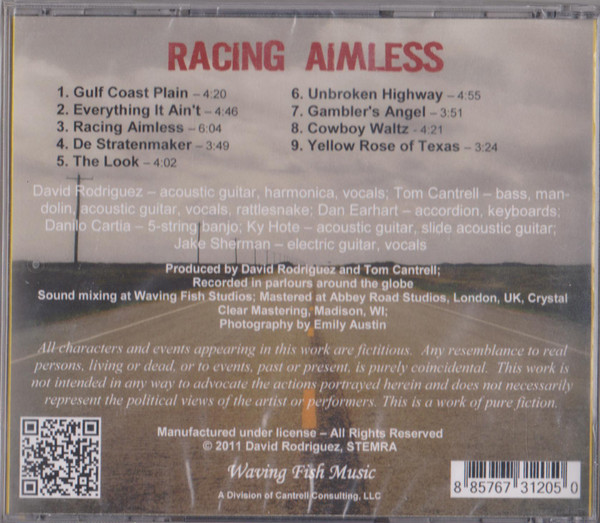 RACING AIMLESS
1. Gulf Coast Plain – 4:20
2. Everything It Ain't – 4:46
3. Racing Aimless – 6:04
4. De Stratenmaker – 3:49
5. The Look – 4:02
6. Unbroken Highway – 4:55
7. Gambler's Angel – 3:51
8. Cowboy Waltz – 4:21
9. Yellow Rose of Texas – 3:24
David Rodriguez – acoustic guitar, harmonica, vocals; Tom Cantrell – bass, man-
dolin, acoustic guitar, vocals, rattlesnake; Dan Earhart – accordion, keyboards;
Danilo Cartia – 5-string banjo; Ky Hote – acoustic guitar, slide acoustic guitar;
Jake Sherman – electric guitar, vocals
Produced by David Rodriguez and Tom Cantrell;
Recorded in parlours around the globe
Sound mixing at Waving Fish Studios; Mastered at Abbey Road Studios, London, UK, Crystal
Clear Mastering, Madison, WI;
Photography by Emily Austin
All characters and events appearing in this work are fictitious. Any resemblance to real
persons, living or dead, or to events, past or present, is purely coincidental. This work is
not intended in any way to advocate the actions portrayed herein and does not necessarily
represent the political views of the artist or performers. This is a work of pure fiction.
Manufactured under license – All Rights Reserved
© 2011 David Rodriguez, STEMRA
Waving Fish Music
A Division of Cantrell Consulting, LLC
8 85767 31205 0